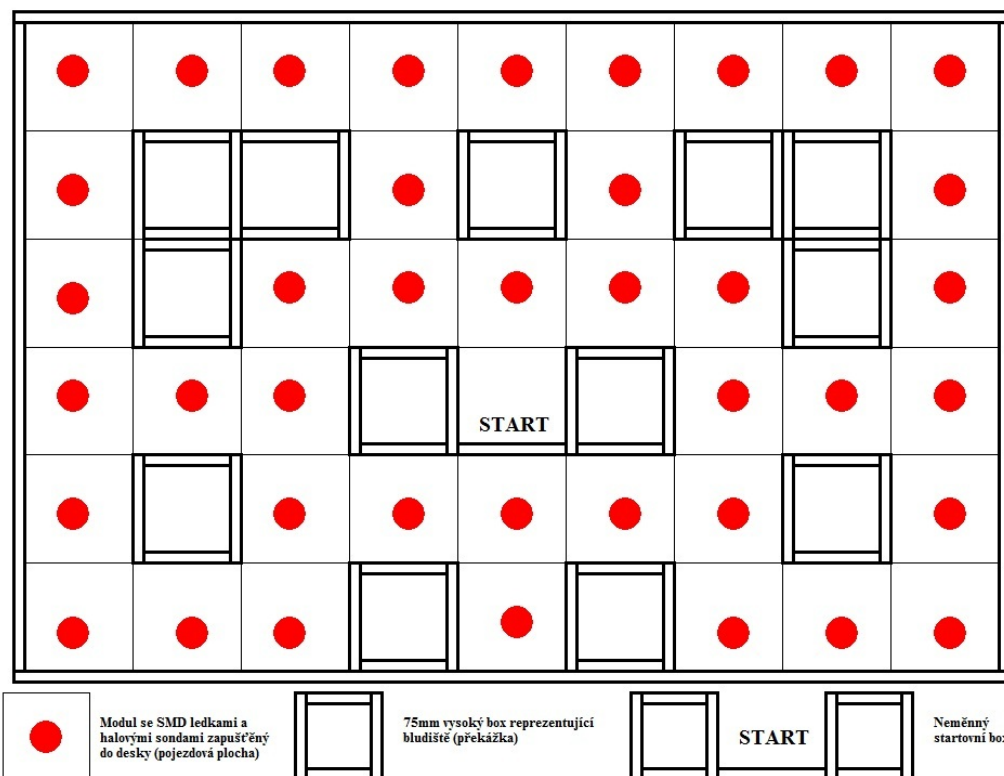 START
Modul se SMD ledkami a
halovými sondami zapuštěný
do desky (pojezdová plocha)
75mm vysoký box reprezentující
bludiště (překážka)
START
Neměnný
startovní box